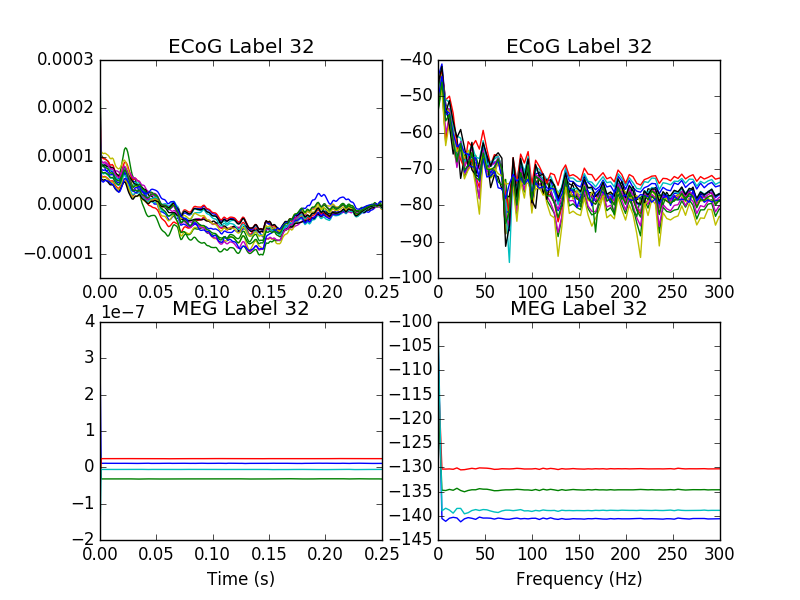 ECoG Label 32
0.0003
0.0002
0.0001
0.0000
−0.0001
0.00 0.05 0.10 0.15 0.20 0.25
ECoG Label 32
−40
−50
−60
−70
−80
−90
−100
0 50 100 150 200 250 300
MEG Label 32
1e−7
4
3
2
1
0
−1
−2
0.00 0.05 0.10 0.15 0.20 0.25
Time (s)
MEG Label 32
−100
−105
−110
−115
−120
−125
−130
−135
−140
−145
0 50 100 150 200 250 300
Frequency (Hz)